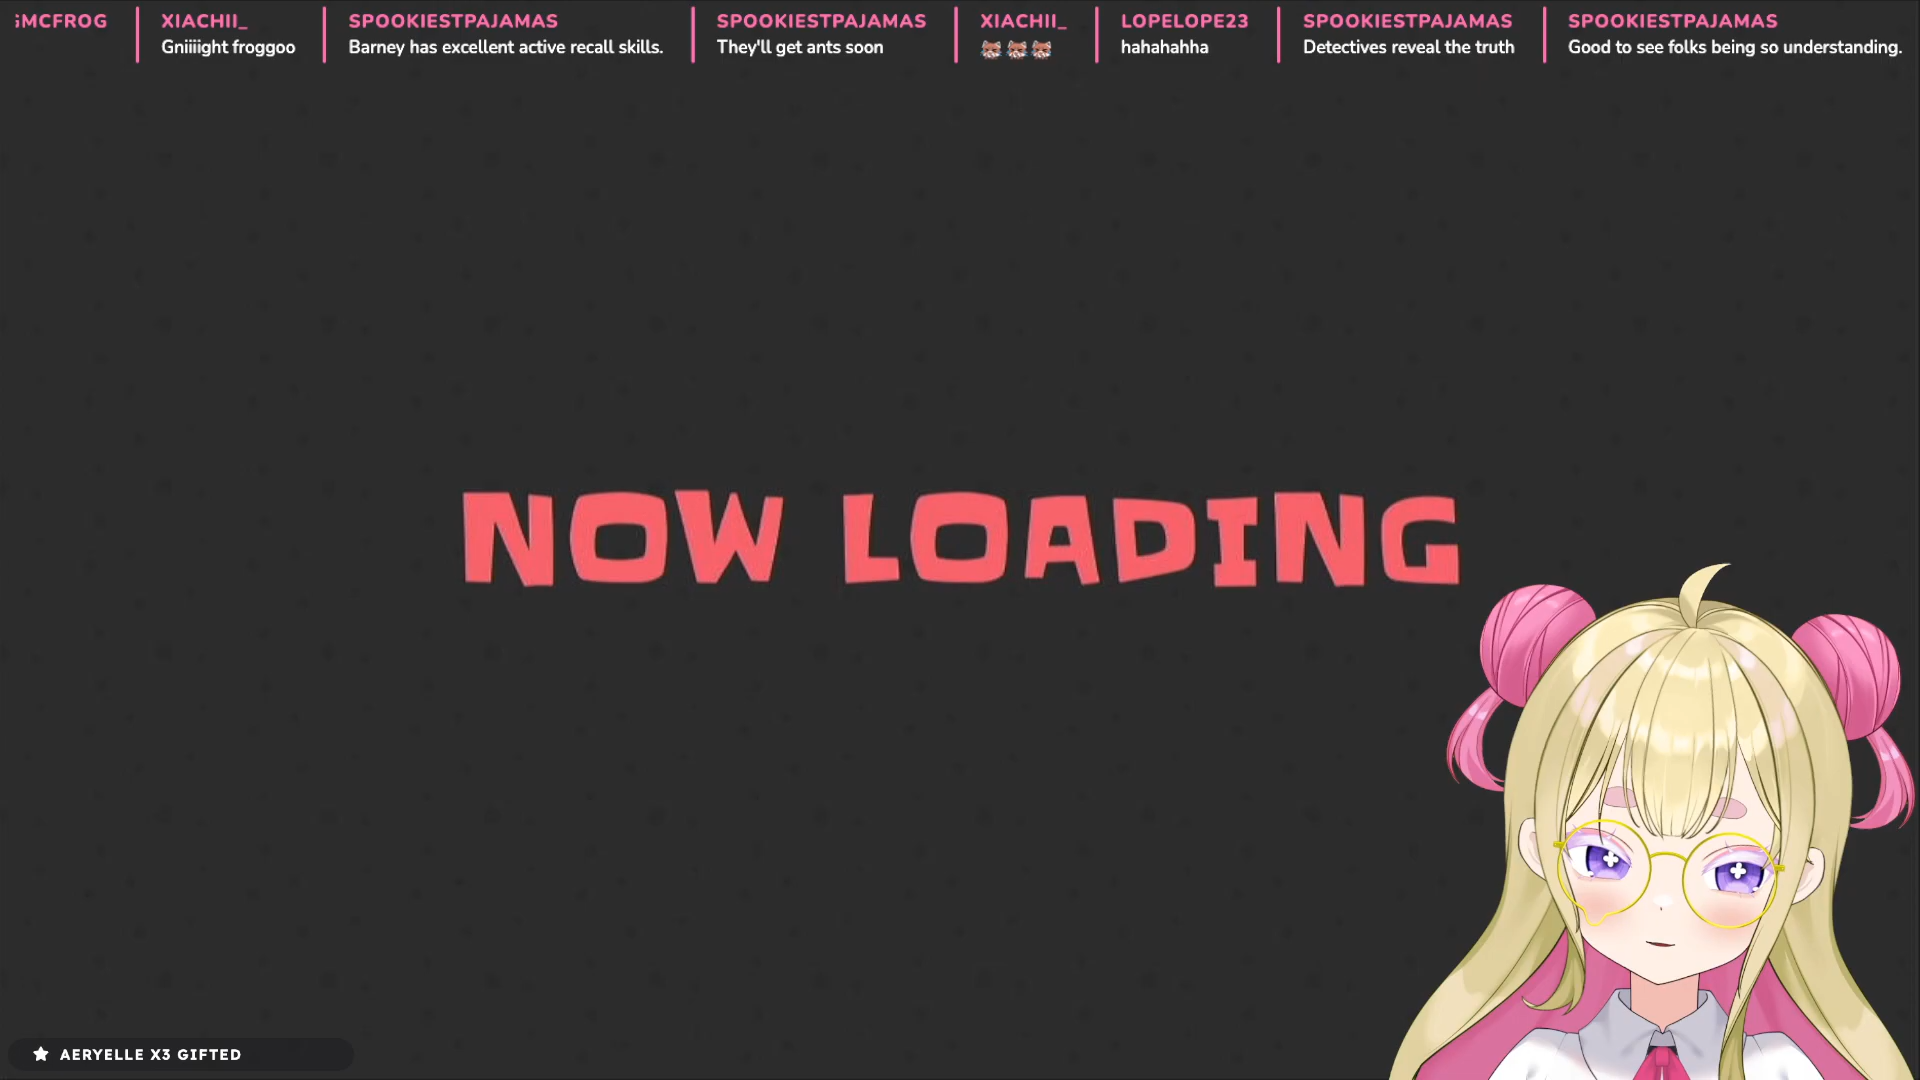 MCFROG
XIACHII_
Gniiiight froggoo
SPOOKIESTPAJAMAS
Barney has excellent active recall skills.
SPOOKIESTPAJAMAS
They'll get ants soon
XIACHII_
LOPELOPE23
hahahahha
SPOOKIESTPAJAMAS
Detectives reveal the truth
SPOOKIESTPAJAMAS
Good to see folks being so understanding.
NOW LOADING
AERYELLE X3 GIFTED